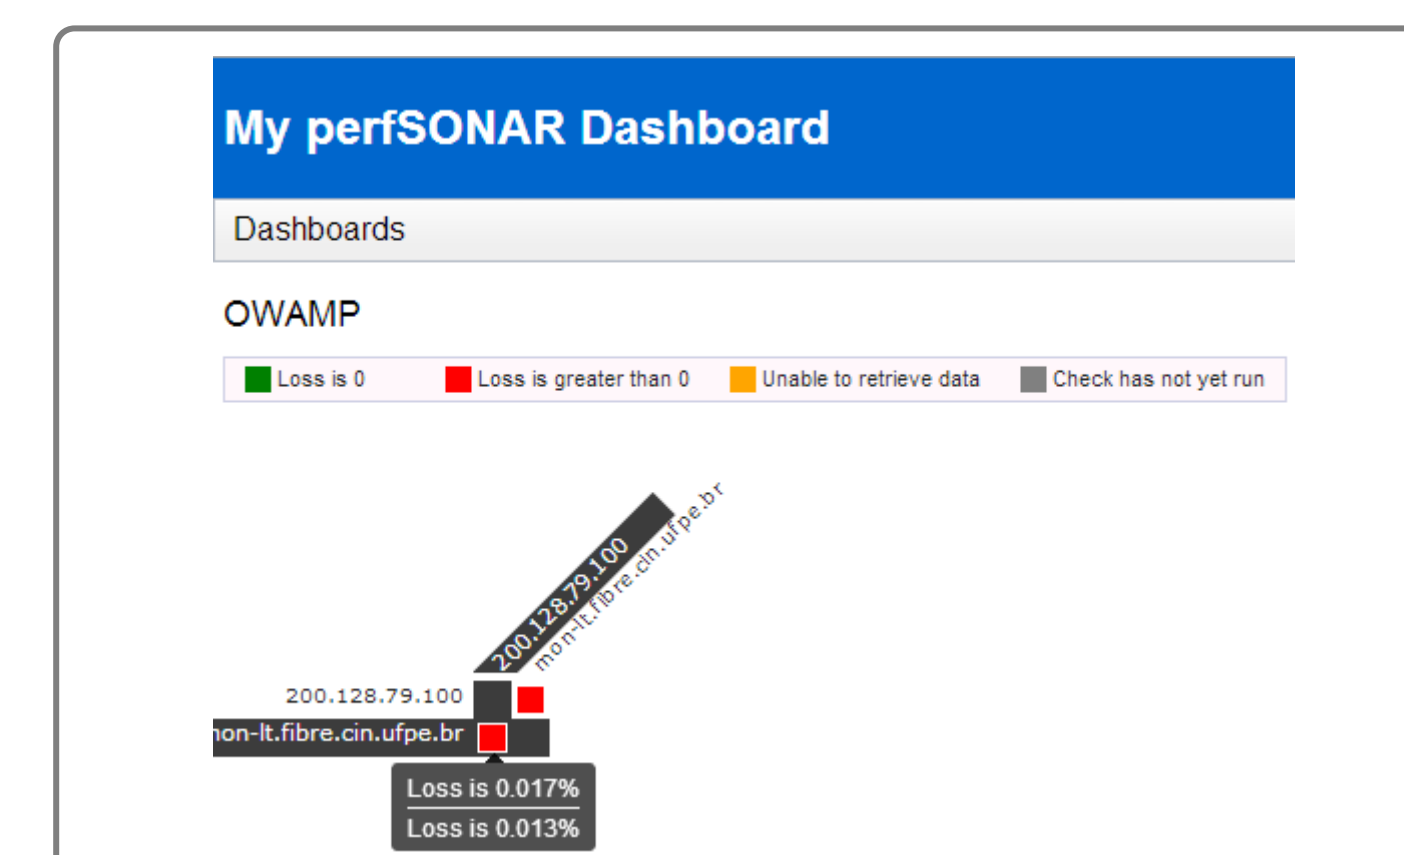 My perfSONAR Dashboard
Dashboards
OWAMP
Loss is 0 Loss is greater than 0 Unable to retrieve data Check has not yet run
200.128.79.100
mon-lt.fibre.cin.ufpe.br
200.128.79.100
non-lt.fibre.cin.ufpe.br
Loss is 0.017%
Loss is 0.013%